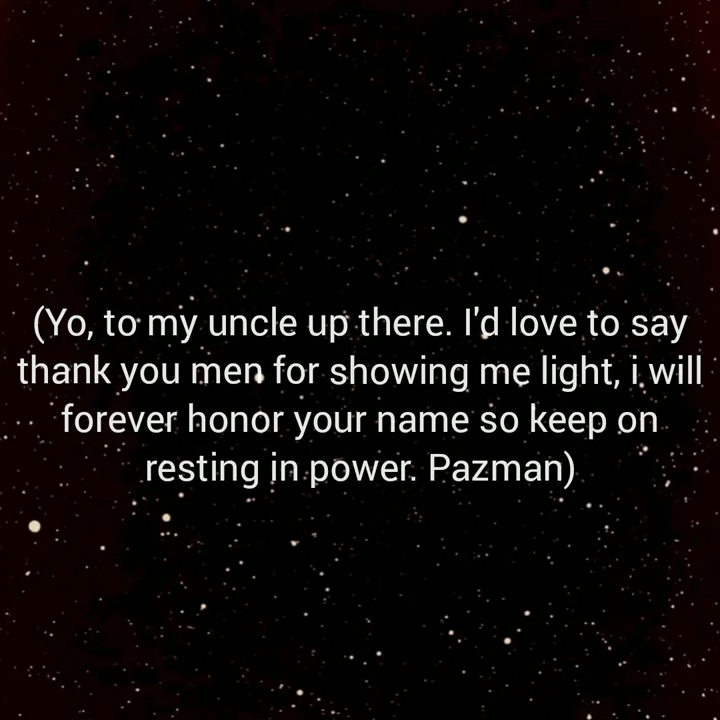 (Yo, to my uncle up there. I'd love to say
thank you men for showing me light, i will
forever honor your name so keep on
resting in power. Pazman)